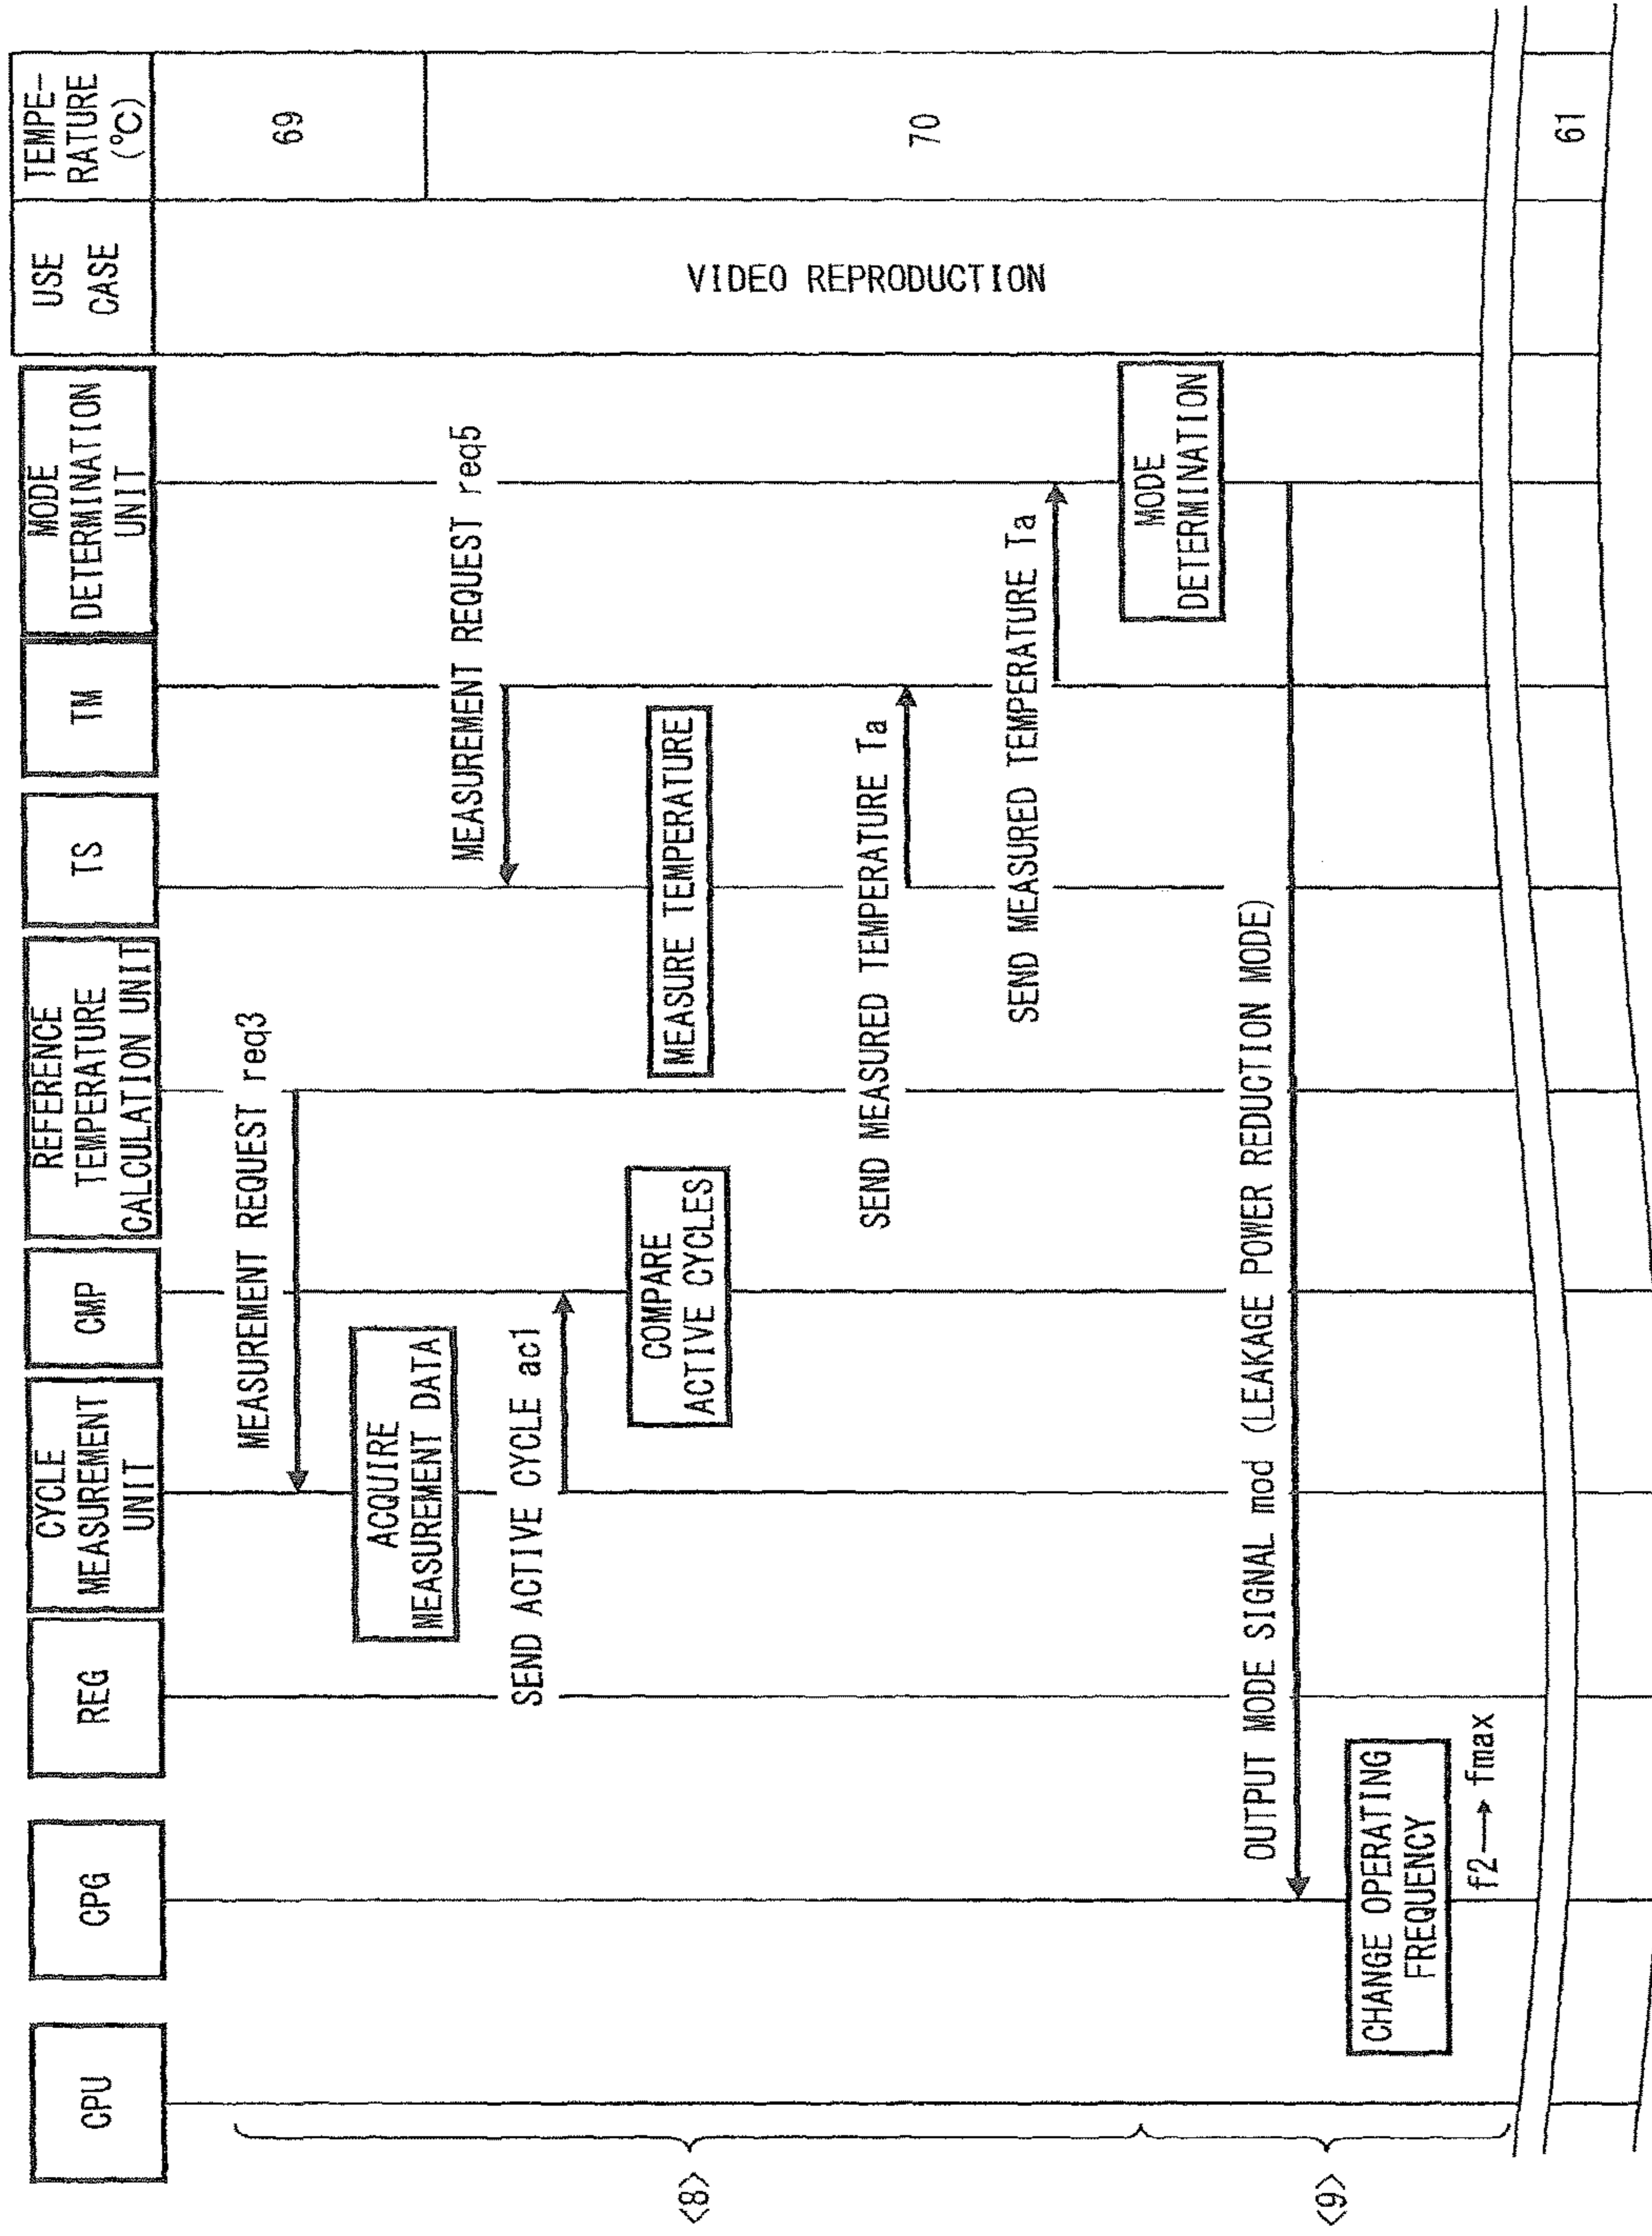 CPU
CPG
REG
CYCLE
MEASUREMENT
UNIT
CMP
REFERENCE
TEMPERATURE
CALCULATION UNIT
TS
TM
MODE
DETERMINATION
UNIT
USE
CASE
TEMPE-
RATURE
(°C)
<8>
MEASUREMENT REQUEST req3
69
ACQUIRE
MEASUREMENT DATA
MEASUREMENT REQUEST req5
SEND ACTIVE CYCLE ac1
COMPARE
ACTIVE CYCLES
MEASURE TEMPERATURE
VIDEO REPRODUCTION
70
SEND MEASURED TEMPERATURE Ta
SEND MEASURED TEMPERATURE Ta
MODE
DETERMINATION
<9>
OUTPUT MODE SIGNAL mod (LEAKAGE POWER REDUCTION MODE)
CHANGE OPERATING
FREQUENCY
f2→fmax
61